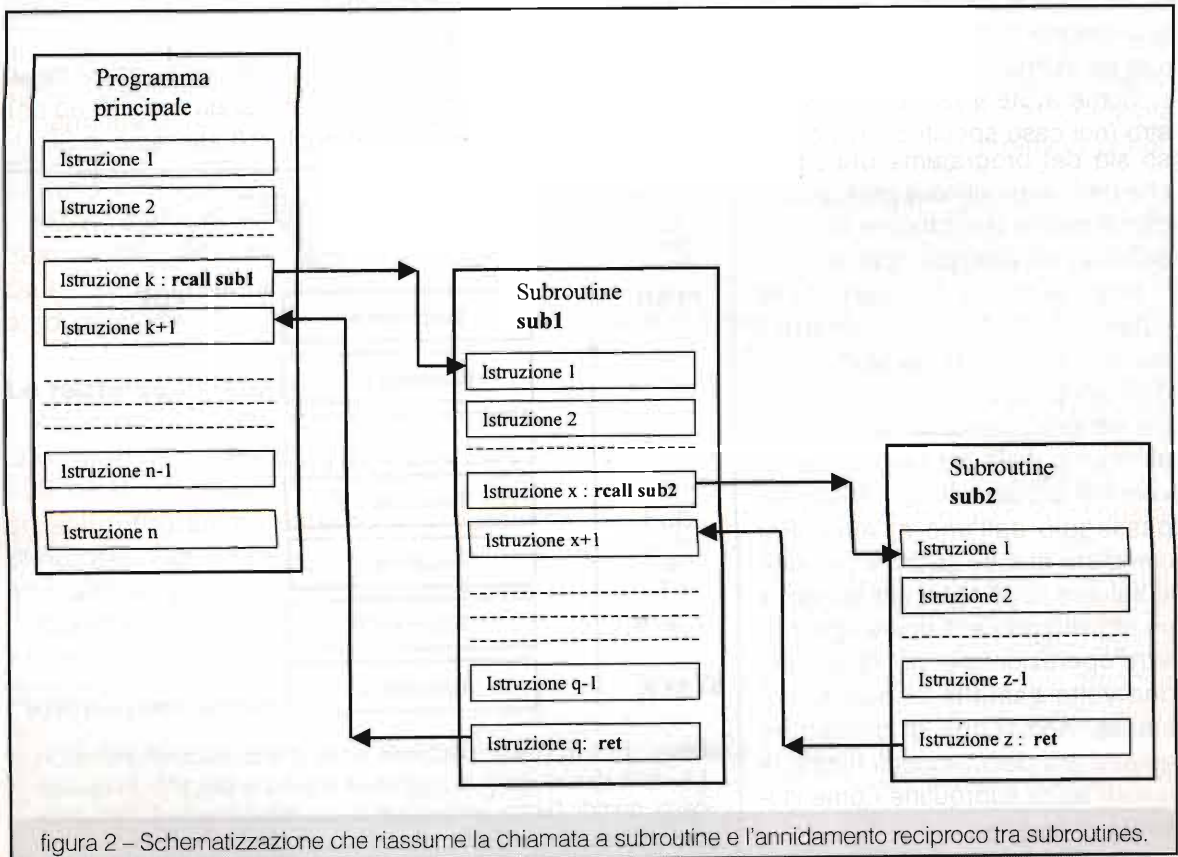 Programma
principale
Istruzione 1
Istruzione 2
Istruzione k : rcall sub1
Istruzione k+1
Istruzione n-1
Istruzione n
Subroutine
sub1
Istruzione 1
Istruzione 2
Istruzione x : rcall sub2
Istruzione x+1
Istruzione q-1
Istruzione q: ret
Subroutine
sub2
Istruzione 1
Istruzione 2
Istruzione z-1
Istruzione z : ret
figura 2 – Schematizzazione che riassume la chiamata a subroutine e l'annidamento reciproco tra subroutines.